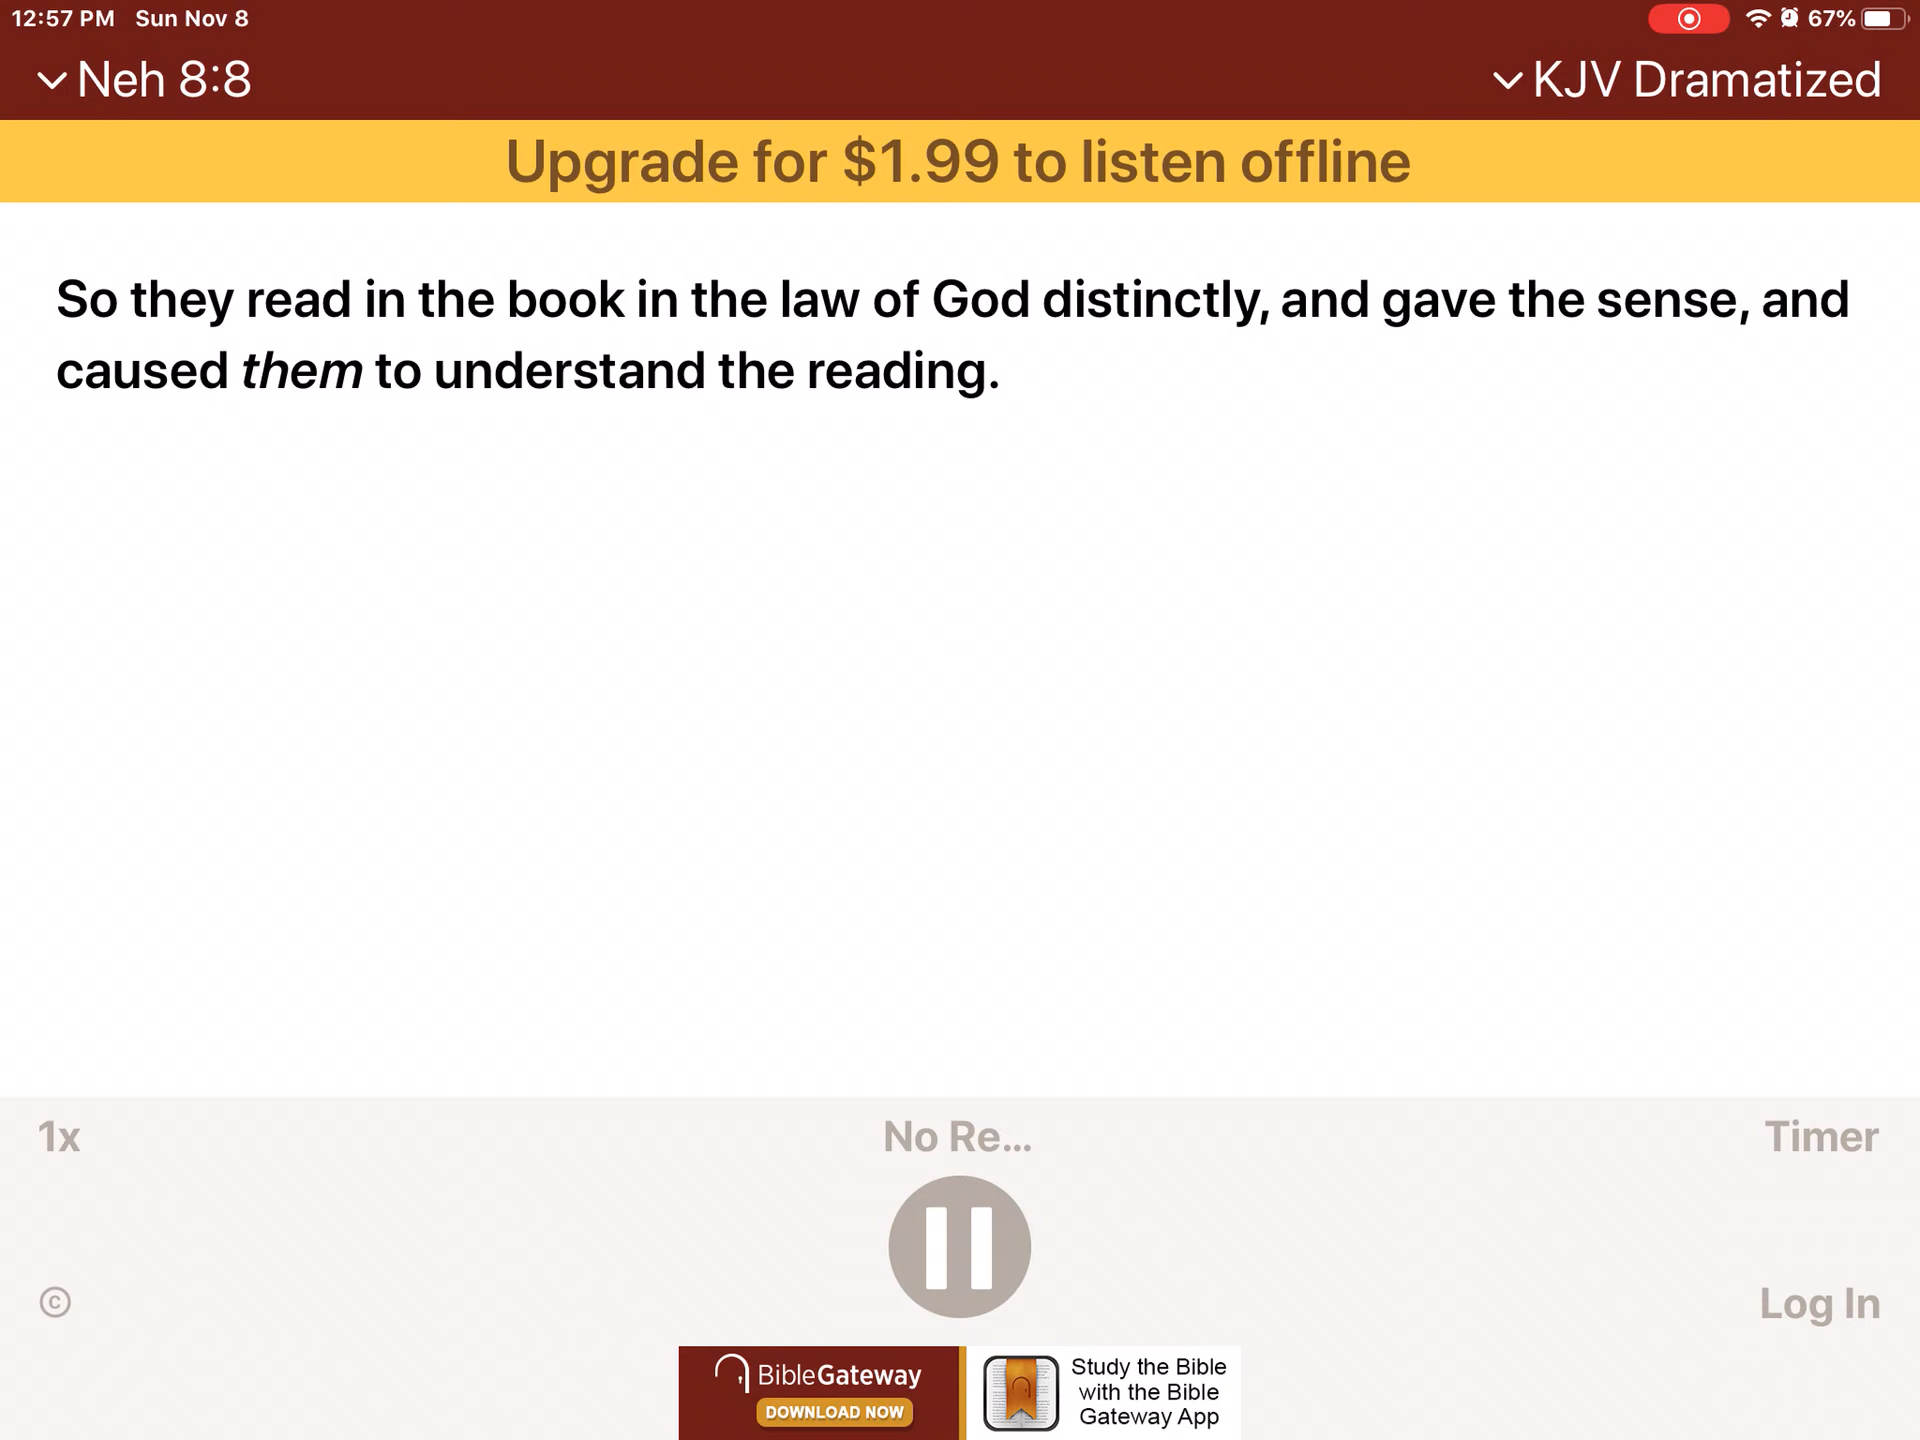 12:57 PM Sun Nov 8 67%
Neh 8:8 KJV Dramatized
Upgrade for $1.99 to listen offline
So they read in the book in the law of God distinctly, and gave the sense, and
caused them to understand the reading.
1x No Re... Timer
© Log In
BibleGateway
DOWNLOAD NOW
Study the Bible
with the Bible
Gateway App